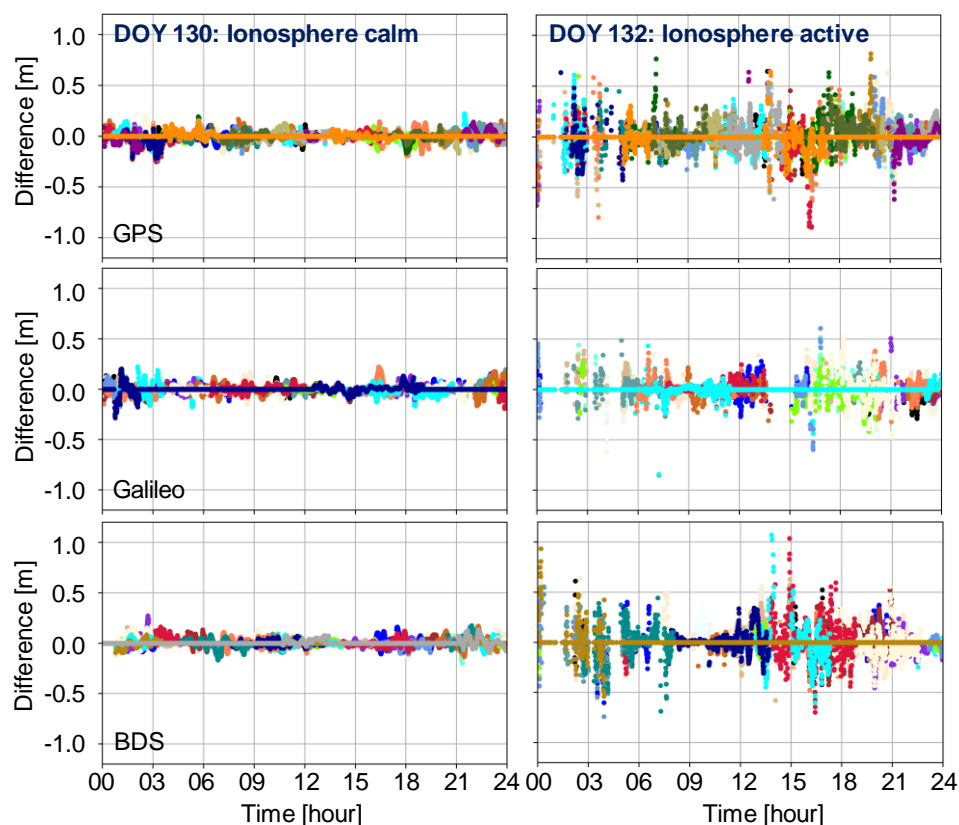 DOY 130: Ionosphere calm
DOY 132: Ionosphere active
Difference [m]
1.0
0.5
0.0
-0.5
-1.0
GPS
Difference [m]
1.0
0.5
0.0
-0.5
-1.0
Galileo
Difference [m]
1.0
0.5
0.0
-0.5
-1.0
BDS
00 03 06 09 12 15 18 21 24
00 03 06 09 12 15 18 21 24
Time [hour]
Time [hour]